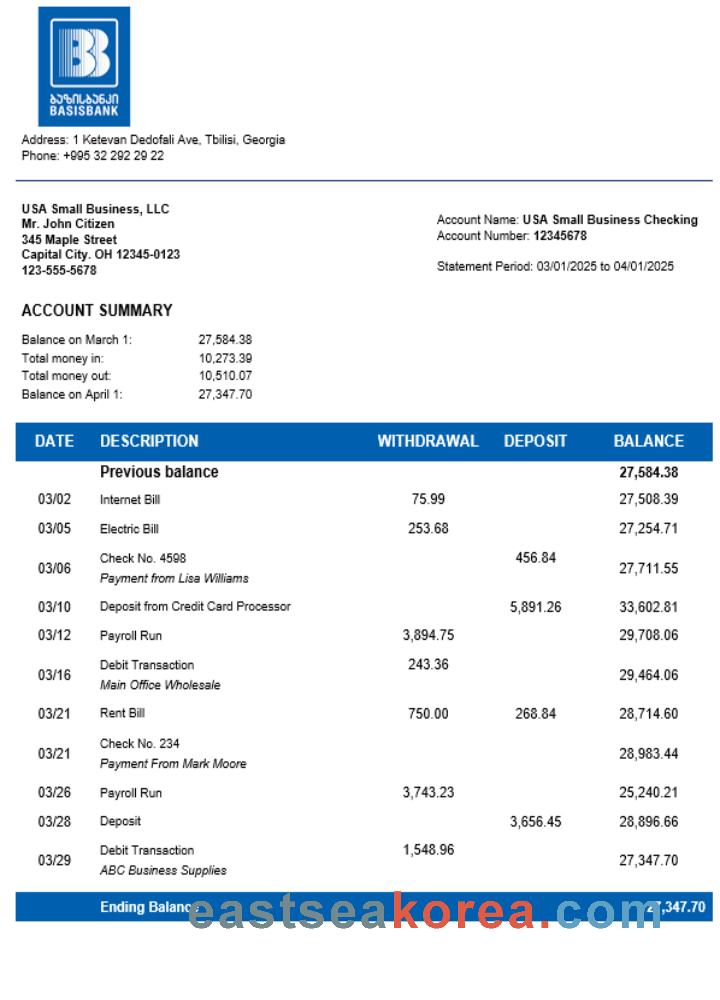 ბაზისბანკი
BASISBANK
Address: 1 Ketevan Dedofali Ave, Tbilisi, Georgia
Phone: +995 32 292 29 22
USA Small Business, LLC
Mr. John Citizen
345 Maple Street
Capital City. OH 12345-0123
123-555-5678
Account Name: USA Small Business Checking
Account Number: 12345678
Statement Period: 03/01/2025 to 04/01/2025
ACCOUNT SUMMARY
Balance on March 1: 27,584.38
Total money in: 10,273.39
Total money out: 10,510.07
Balance on April 1: 27,347.70
DATE DESCRIPTION WITHDRAWAL DEPOSIT BALANCE
Previous balance 27,584.38
03/02 Internet Bill 75.99 27,508.39
03/05 Electric Bill 253.68 27,254.71
03/06 Check No. 4598 456.84 27,711.55
Payment from Lisa Williams
03/10 Deposit from Credit Card Processor 5,891.26 33,602.81
03/12 Payroll Run 3,894.75 29,708.06
03/16 Debit Transaction 243.36 29,464.06
Main Office Wholesale
03/21 Rent Bill 750.00 268.84 28,714.60
03/21 Check No. 234 28,983.44
Payment From Mark Moore
03/26 Payroll Run 3,743.23 25,240.21
03/28 Deposit 3,656.45 28,896.66
03/29 Debit Transaction 1,548.96 27,347.70
ABC Business Supplies
Ending Balance 27,347.70
eastseakorea.com